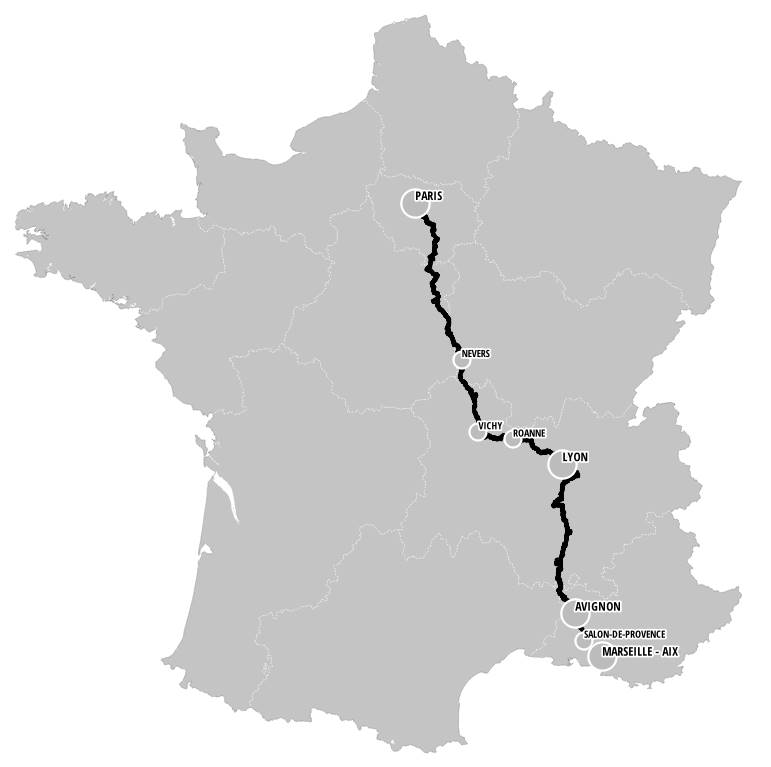 PARIS
NEVERS
VICHY
ROANNE
LYON
AVIGNON
SALON-DE-PROVENCE
MARSEILLE - AIX